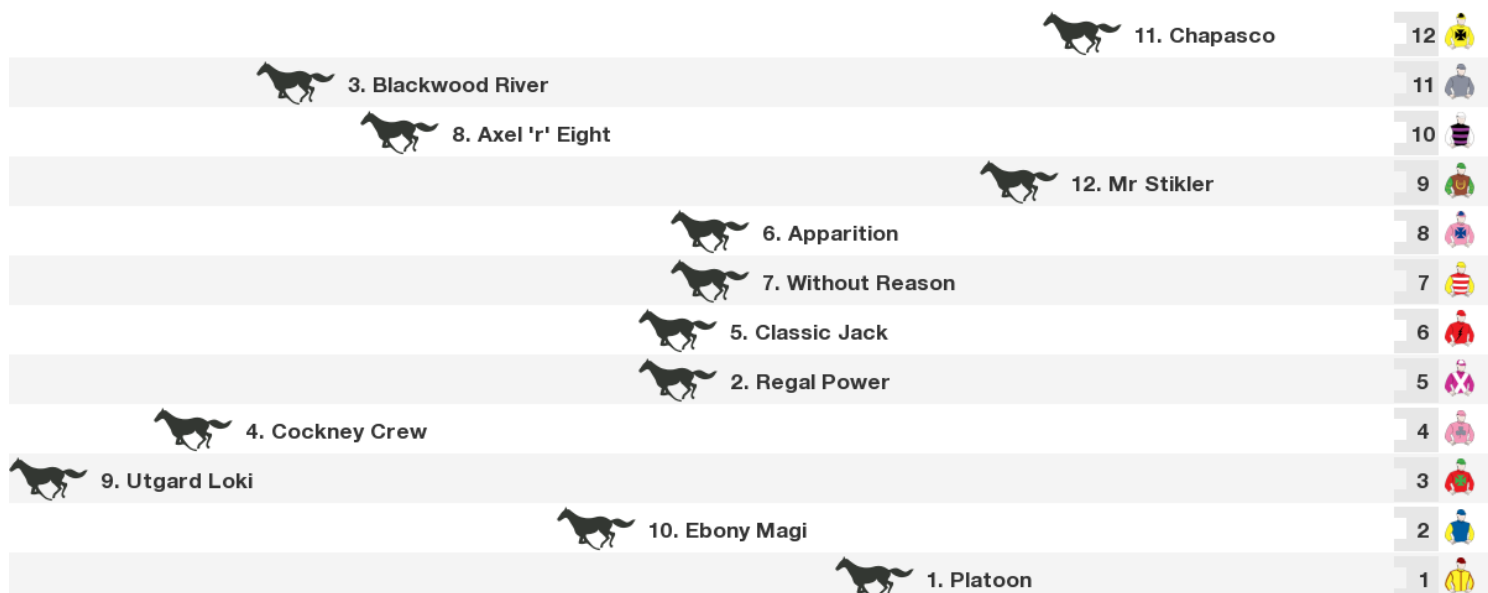 11. Chapasco 12
3. Blackwood River 11
8. Axel 'r' Eight 10
12. Mr Stikler 9
6. Apparition 8
7. Without Reason 7
5. Classic Jack 6
2. Regal Power 5
4. Cockney Crew 4
9. Utgard Loki 3
10. Ebony Magi 2
1. Platoon 1